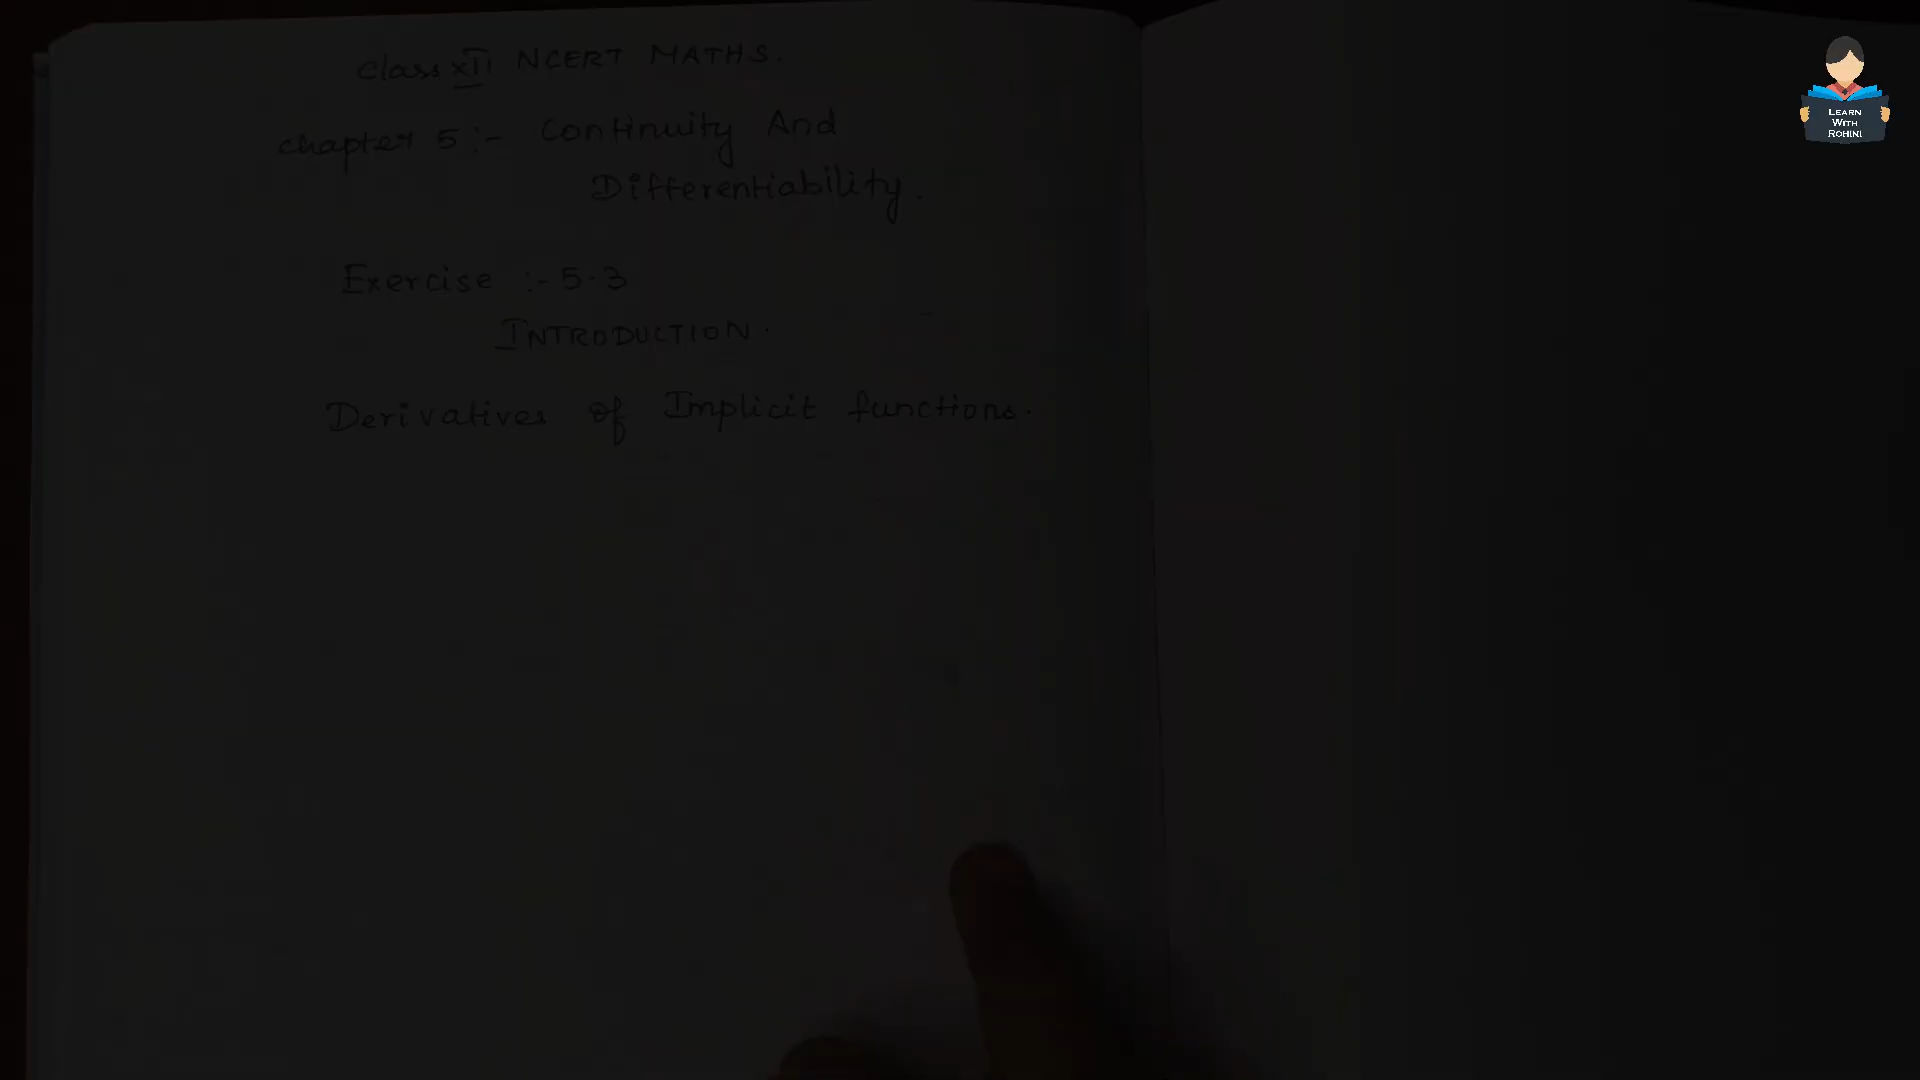 Class XII NCERT MATHS.
Chapter 5:- Continuity And
Differentiability.
Exercise :- 5.3
INTRODUCTION.
Derivatives of Implicit functions.
LEARN
WITH
ROHINI